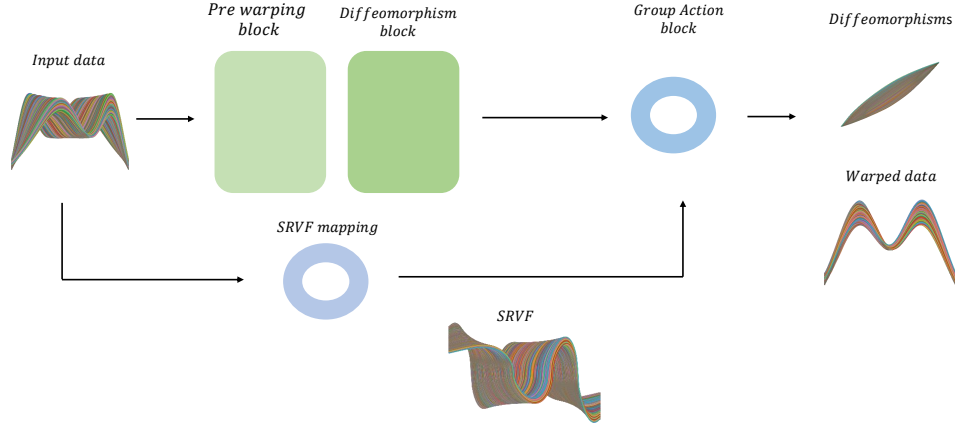 Pre warping
block
Diffeomorphism
block
Group Action
block
Diffeomorphisms
Input data
Warped data
SRVF mapping
SRVF